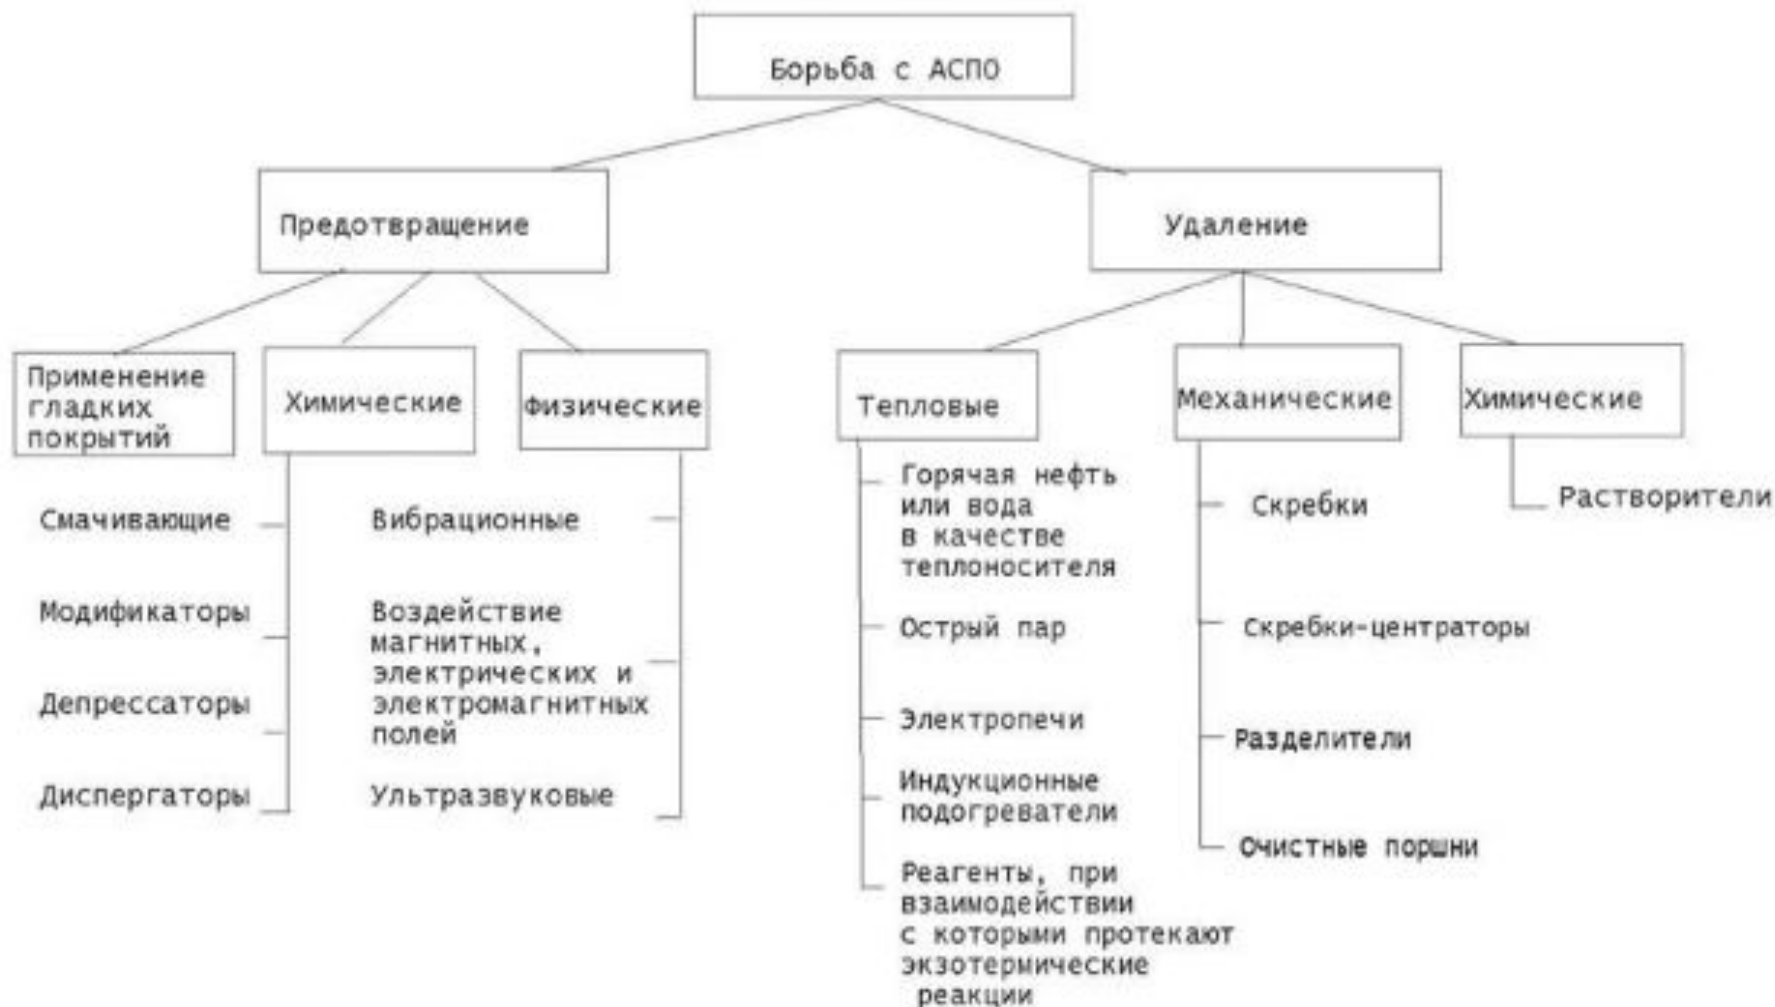 Борьба с АСПО
Предотвращение
Удаление
Применение
гладких
покрытий
Химические
Физические
Тепловые
Механические
Химические
Смачивающие
Модификаторы
Депрессаторы
Диспергаторы
Вибрационные
Воздействие
магнитных,
электрических и
электромагнитных
полей
Ультразвуковые
Горячая нефть
или вода
в качестве
теплоносителя
Острый пар
Электропечи
Индукционные
подогреватели
Реагенты, при
взаимодействии
с которыми протекают
экзотермические
реакции
Скребки
Скребки-центраторы
Разделители
Очистные поршни
Растворители